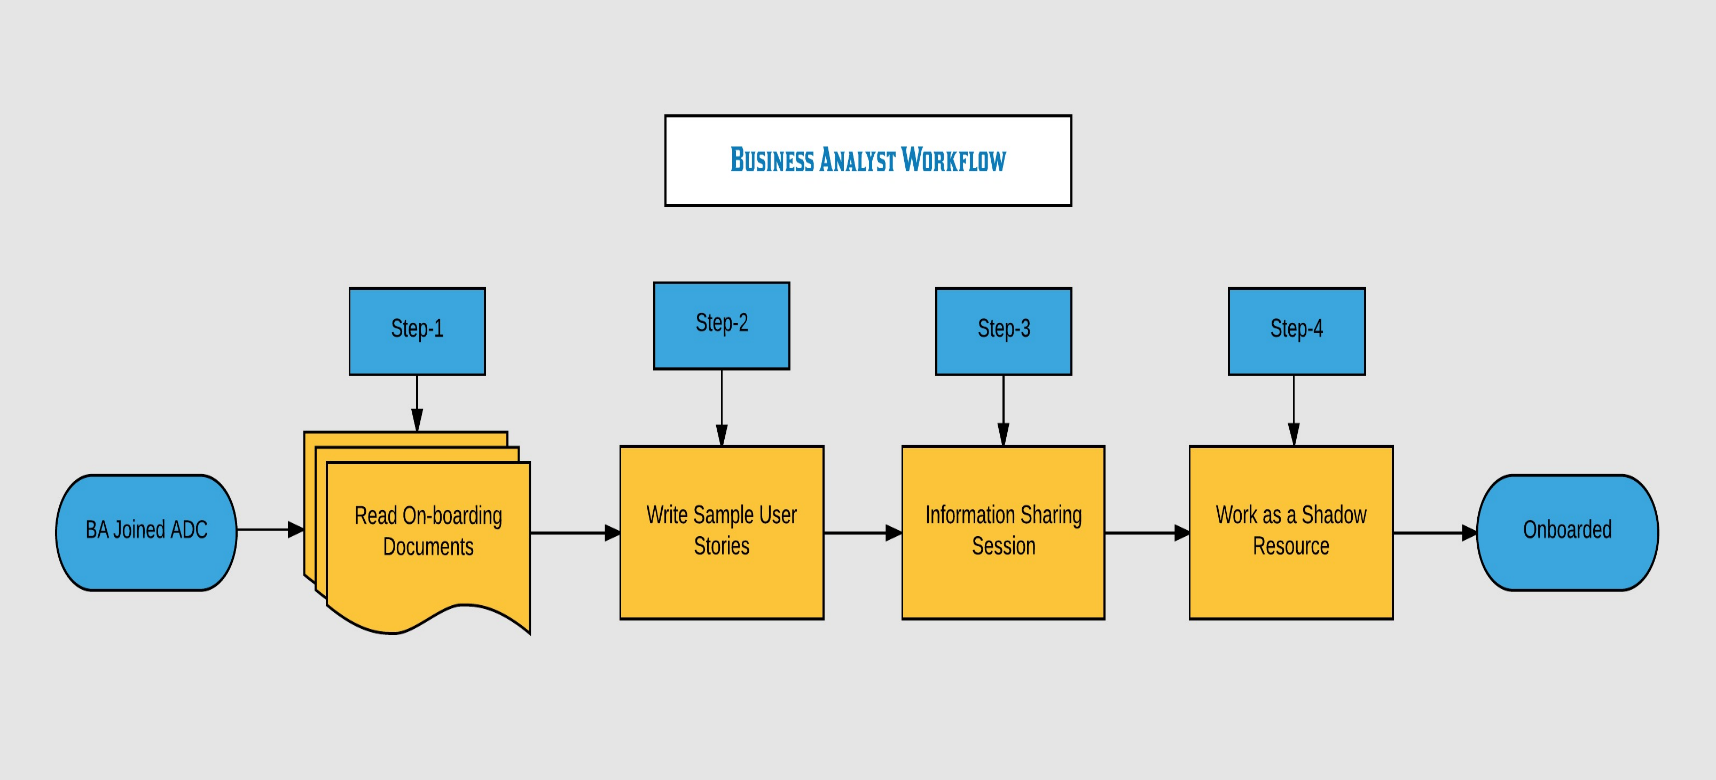 Business Analyst Workflow
Step-1
Step-2
Step-3
Step-4
BA Joined ADC
Read On-boarding
Documents
Write Sample User
Stories
Information Sharing
Session
Work as a Shadow
Resource
Onboarded